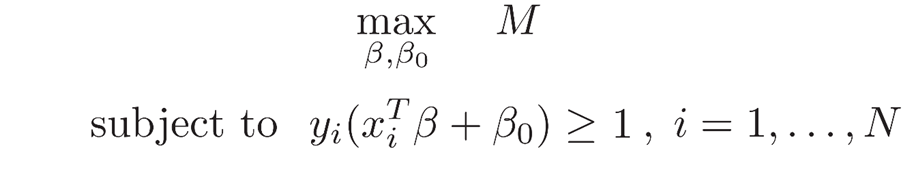 max M
β,β₀
subject to yᵢ(xᵢᵀβ + β₀) ≥ 1 , i = 1, . . . , N